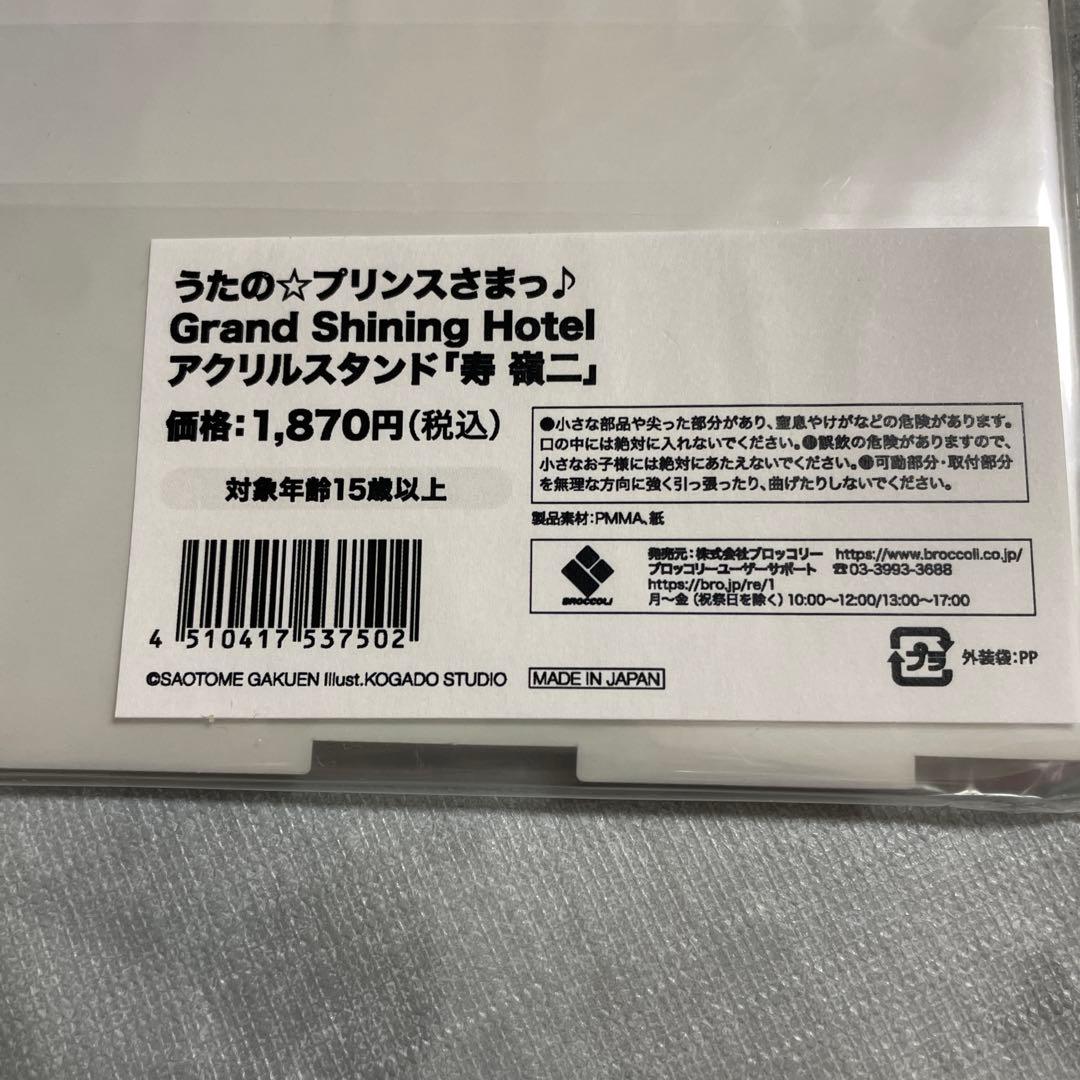 うたの☆プリンスさまっ♪
Grand Shining Hotel
アクリルスタンド「寿 嶺二」
価格：1,870円（税込）
対象年齢15歳以上
●小さな部品や尖った部分があり、窒息やけがなどの危険があります。
口の中には絶対に入れないでください。●誤飲の危険がありますので、
小さなお子様には絶対にあたえないでください。●可動部分・取付部分
を無理な方向に強く引っ張ったり、曲げたりしないでください。
製品素材：PMMA、紙
BROCCOLI
発売元：株式会社ブロッコリー https://www.broccoli.co.jp/
ブロッコリーユーザーサポート ☎03-3993-3688
https://bro.jp/re/1
月～金（祝祭日を除く）10:00～12:00/13:00～17:00
4 510417 537502
プラ 外装袋：PP
©SAOTOME GAKUEN Illust.KOGADO STUDIO
MADE IN JAPAN